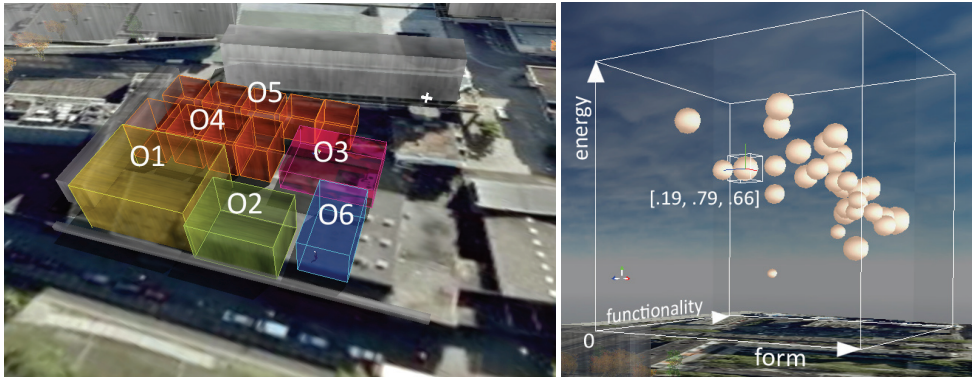 O5
O4
O1
O3
O2
O6
energy
[.19, .79, .66]
functionality
0
form